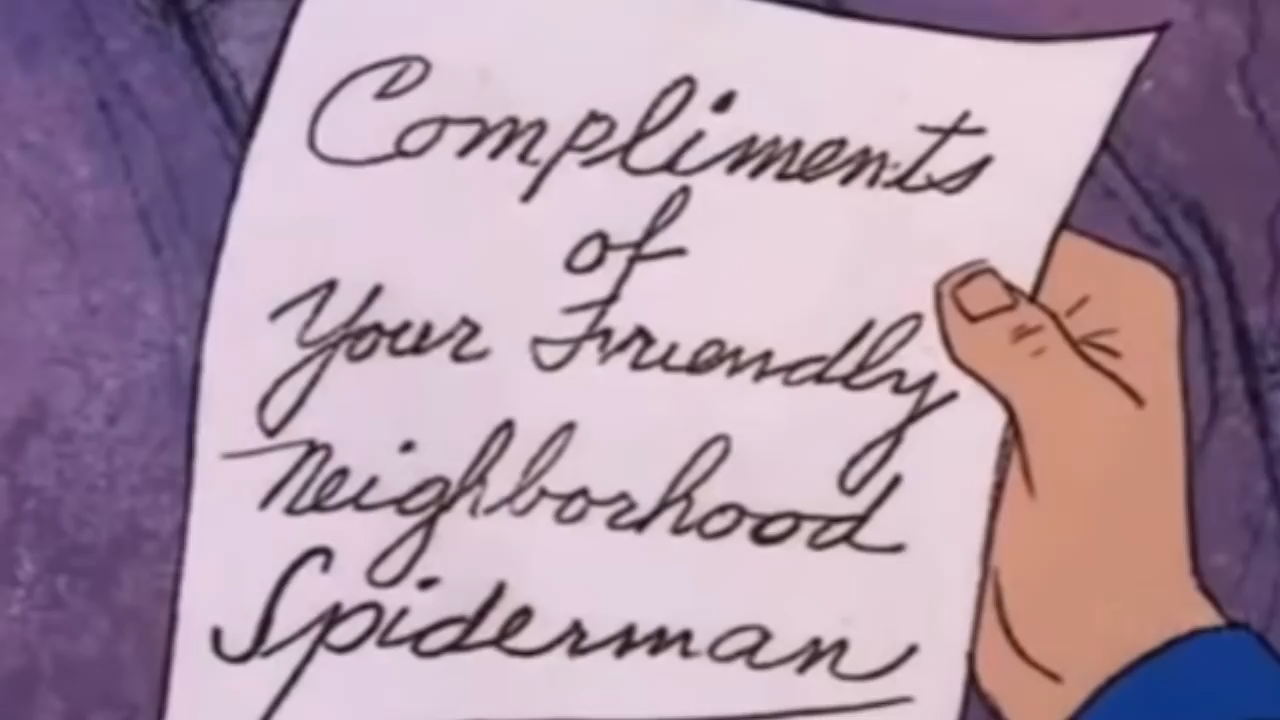 Compliments
of
Your Friendly
Neighborhood
Spiderman